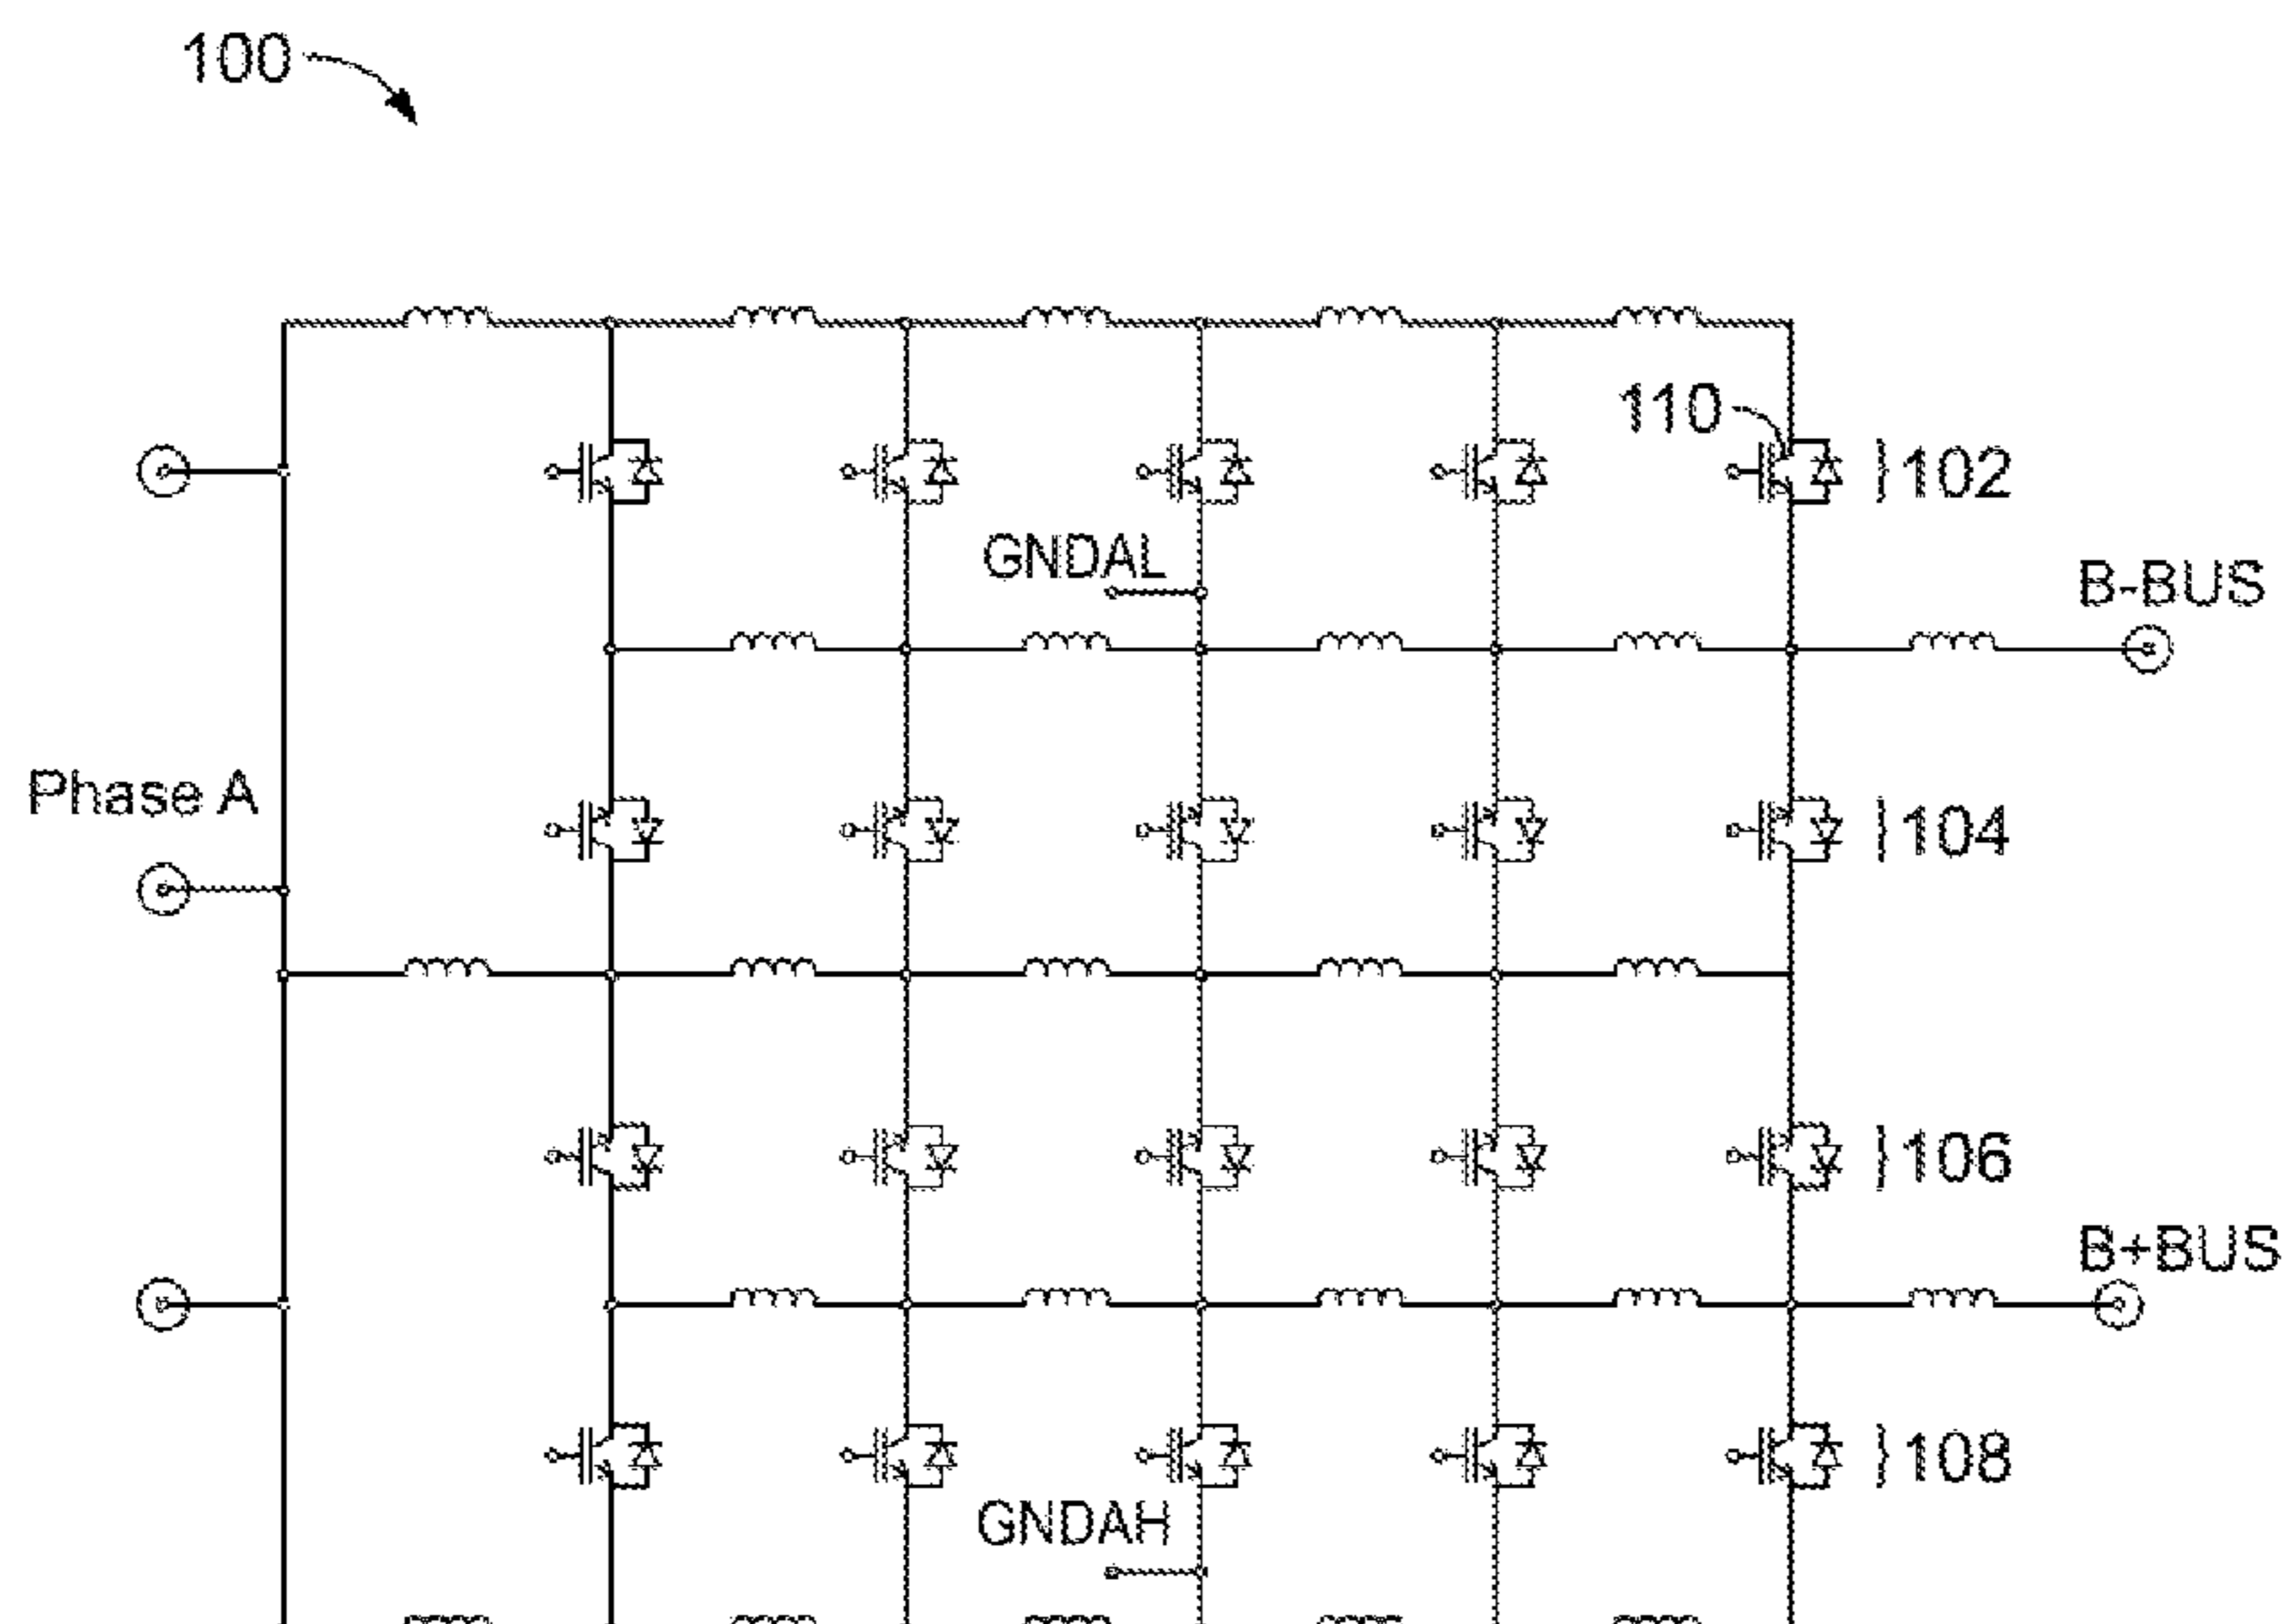 100
110
}102
GNDAL
B-BUS
Phase A
}104
}106
B+BUS
}108
GNDAH